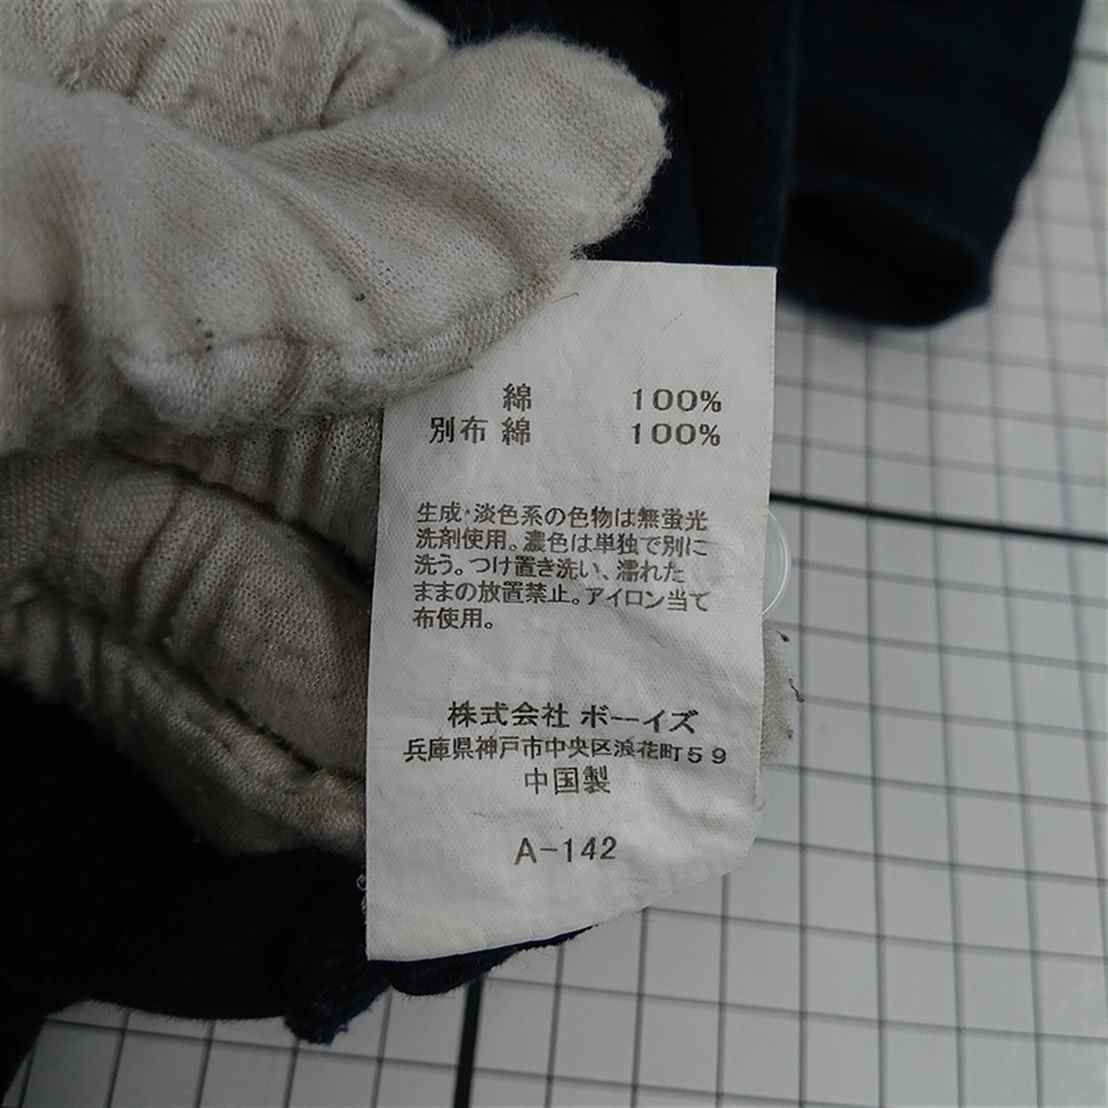 綿 100%
別布 綿 100%
生成・淡色系の色物は無蛍光
洗剤使用。濃色は単独で別に
洗う。つけ置き洗い、濡れた
ままの放置禁止。アイロン当て
布使用。
株式会社 ボーイズ
兵庫県神戸市中央区浪花町59
中国製
A-142